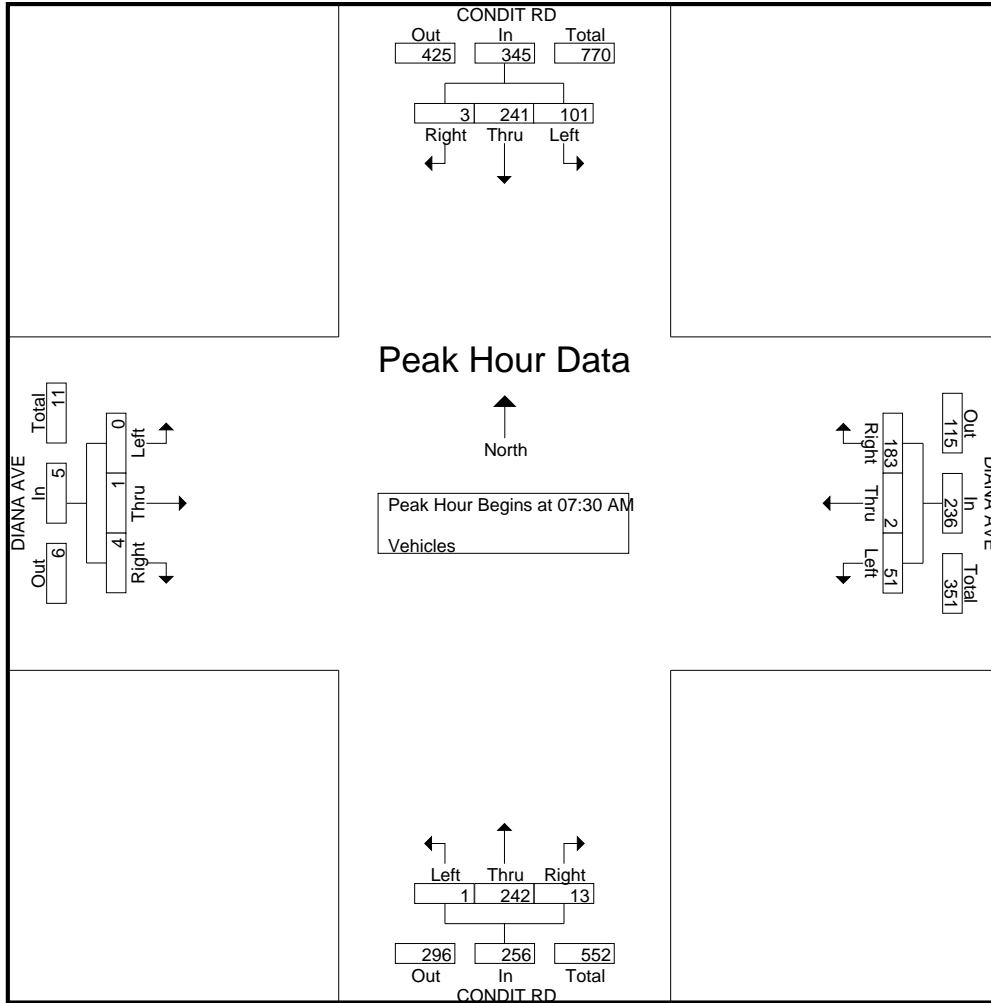 CONDIT RD
Out In Total
425 345 770
3 241 101
Right Thru Left
Peak Hour Data
North
Peak Hour Begins at 07:30 AM
Vehicles
DIANA AVE
Total In Out
11 5 6
0 1 4
Left Thru Right
DIANA AVE
Out In Total
115 236 351
183 2 51
Right Thru Left
Left Thru Right
1 242 13
296 256 552
Out In Total
CONDIT RD